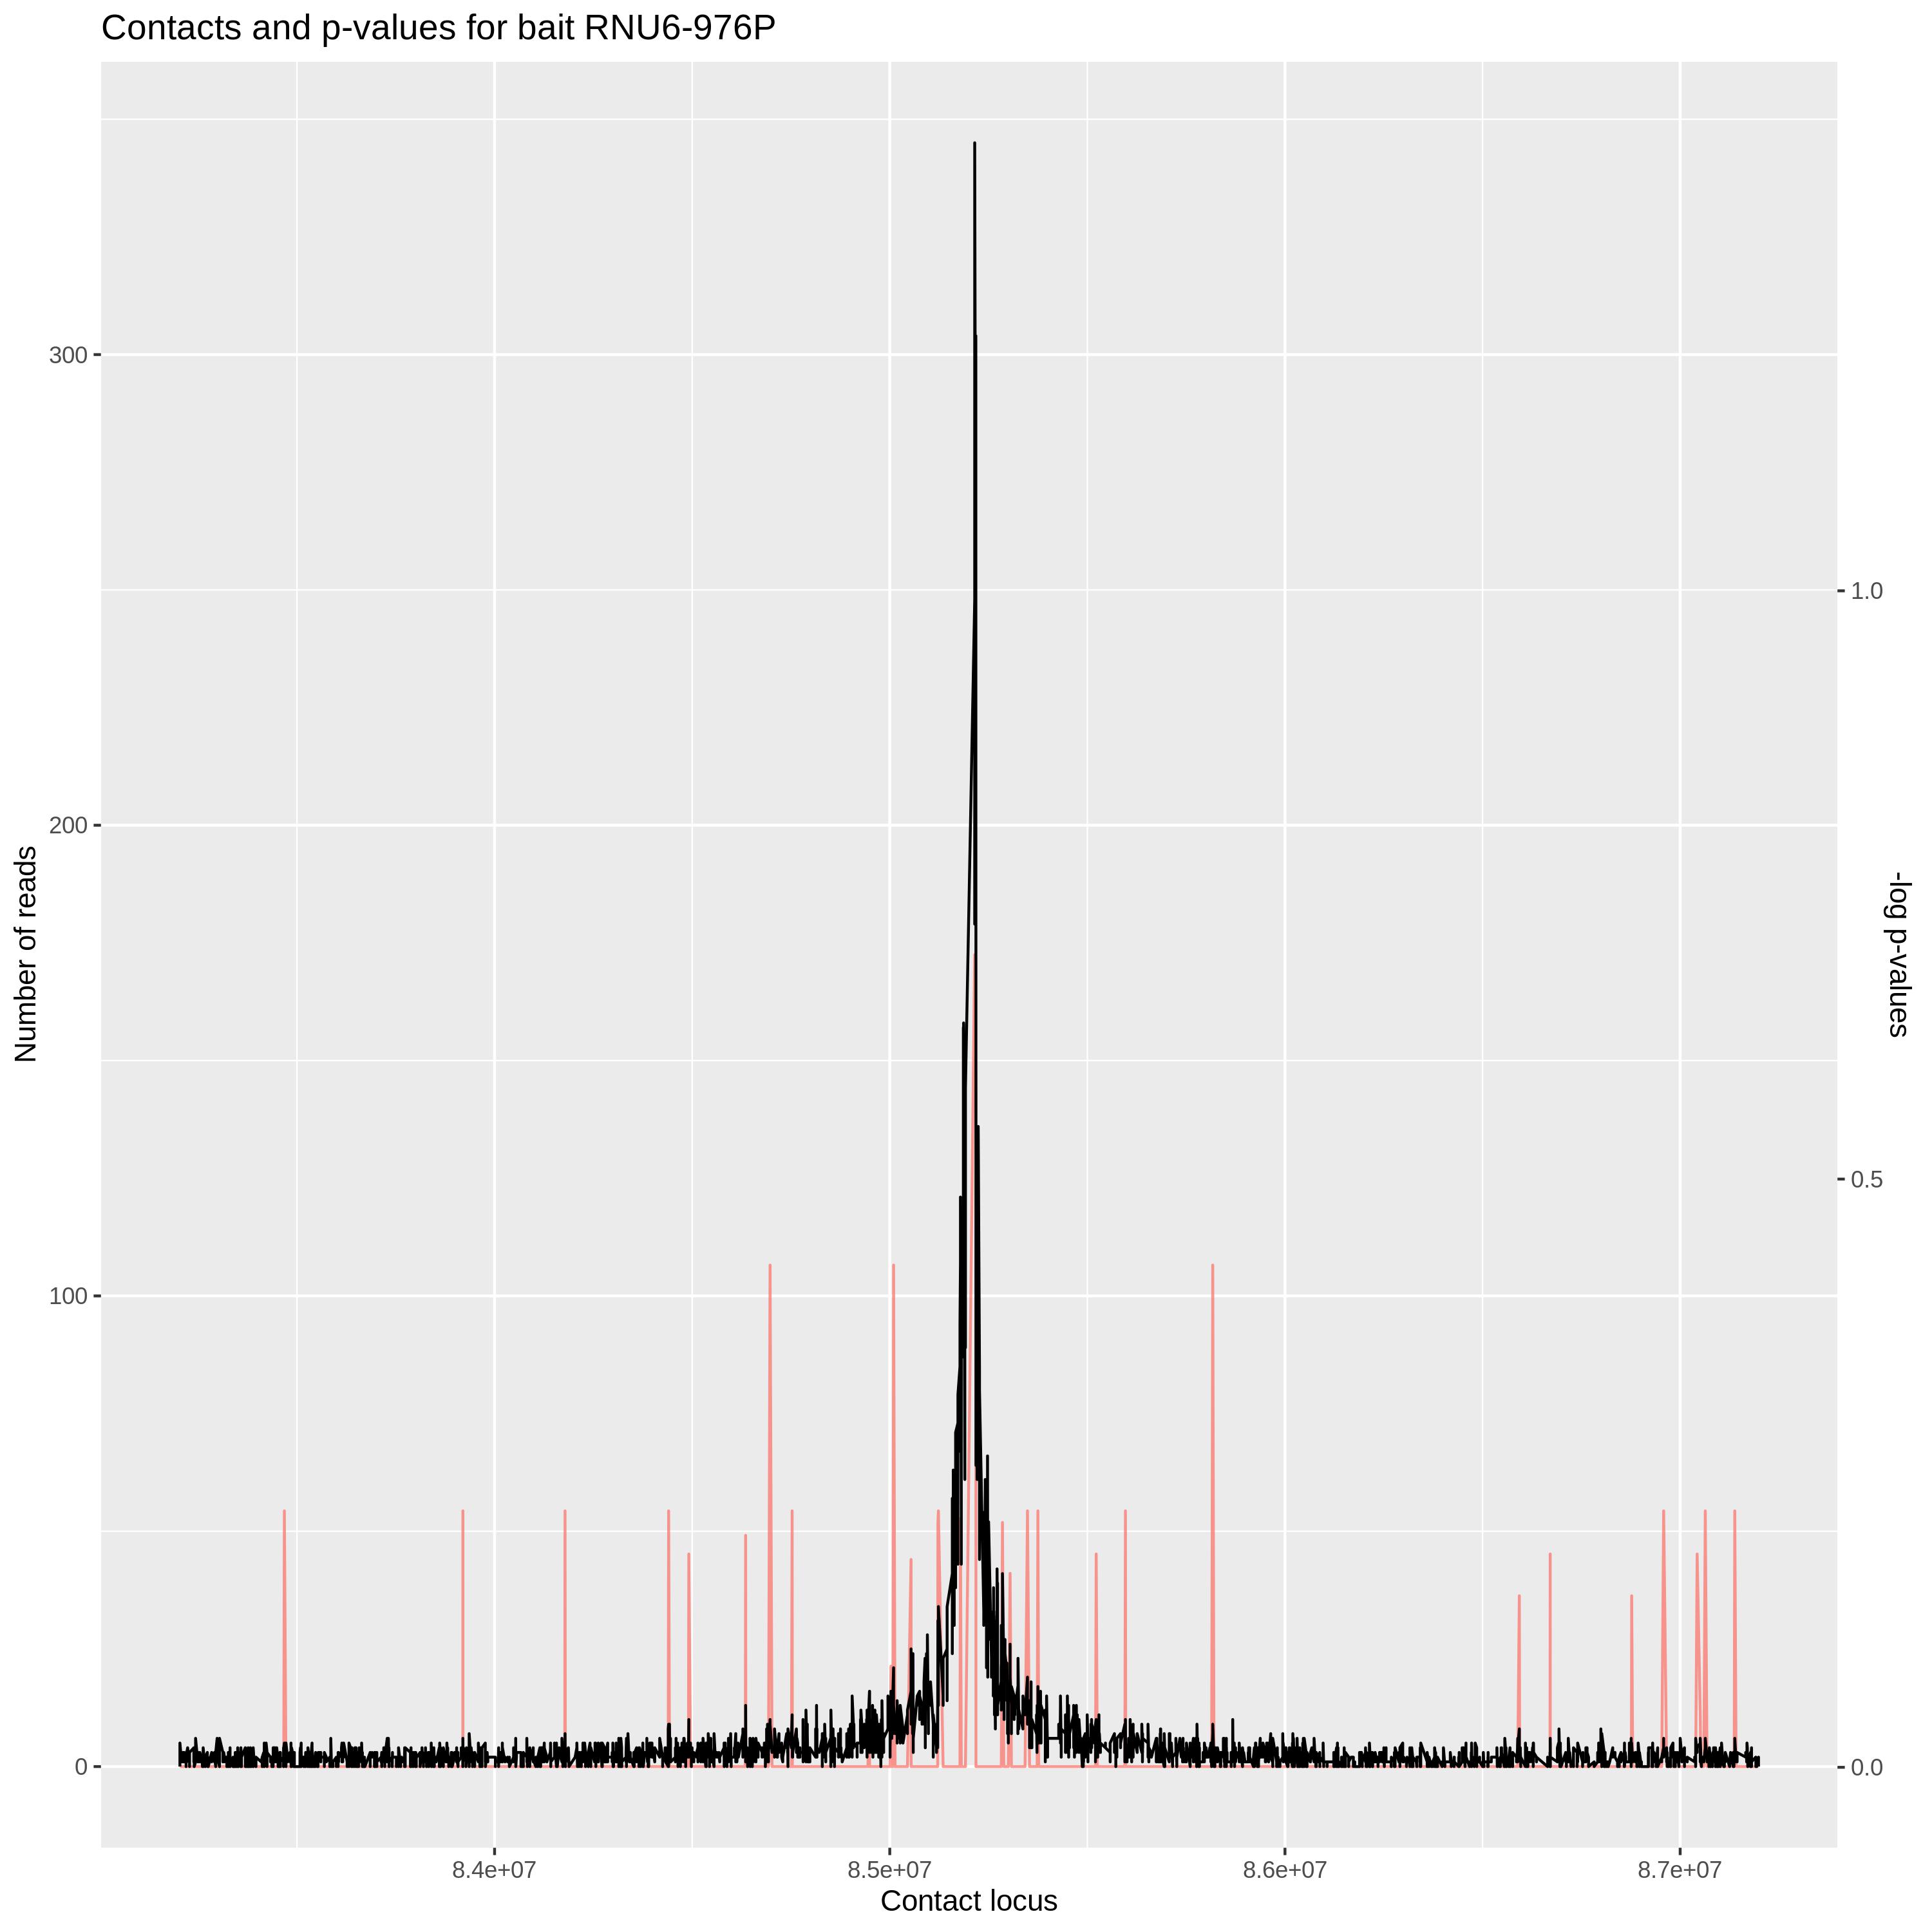 Contacts and p-values for bait RNU6-976P
300
200
100
0
Number of reads
1.0
0.5
0.0
-log p-values
8.4e+07
8.5e+07
8.6e+07
8.7e+07
Contact locus